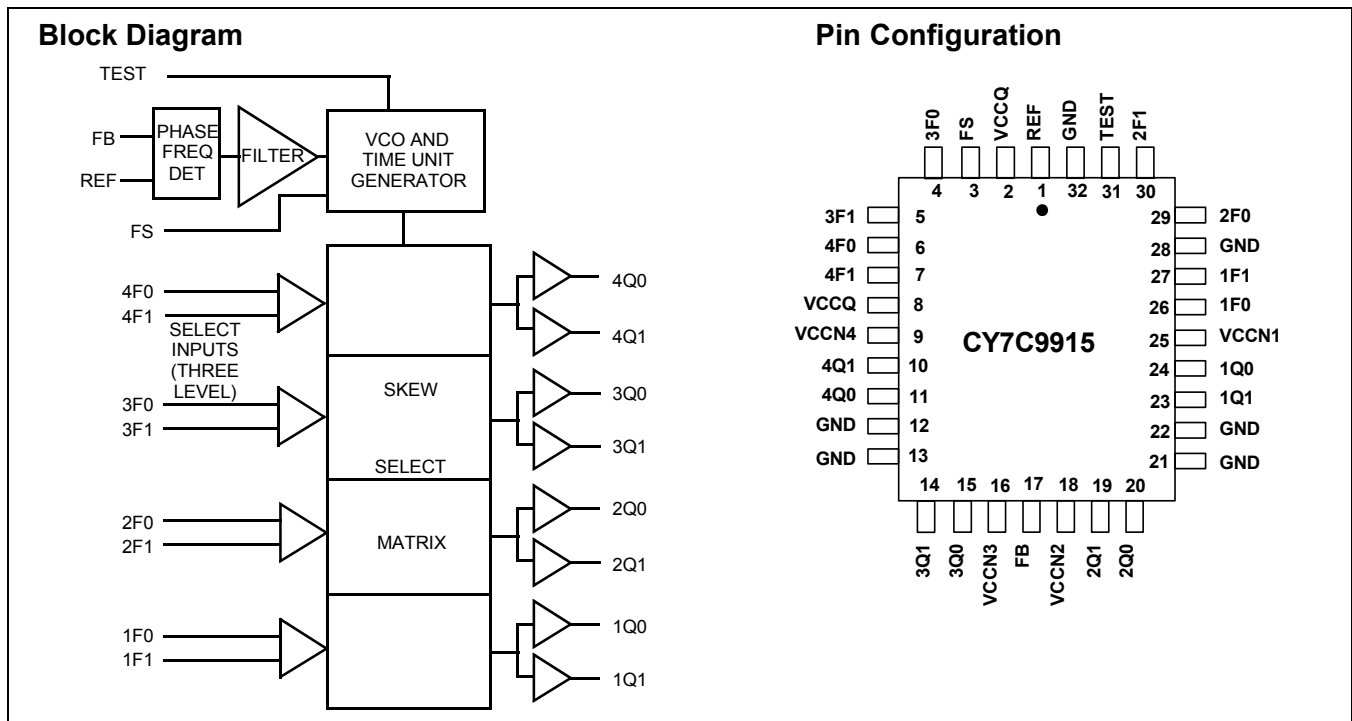 Block Diagram
TEST
FB
REF
PHASE
FREQ
DET
FILTER
VCO AND
TIME UNIT
GENERATOR
FS
4F0
4F1
SELECT
INPUTS
(THREE
LEVEL)
3F0
3F1
2F0
2F1
1F0
1F1
SKEW
SELECT
MATRIX
4Q0
4Q1
3Q0
3Q1
2Q0
2Q1
1Q0
1Q1
Pin Configuration
3F0
FS
VCCQ
REF
GND
TEST
2F1
4 3 2 1 32 31 30
3F1 5
4F0 6
4F1 7
VCCQ 8
VCCN4 9
4Q1 10
4Q0 11
GND 12
GND 13
CY7C9915
29 2F0
28 GND
27 1F1
26 1F0
25 VCCN1
24 1Q0
23 1Q1
22 GND
21 GND
14 15 16 17 18 19 20
3Q1
3Q0
VCCN3
FB
VCCN2
2Q1
2Q0